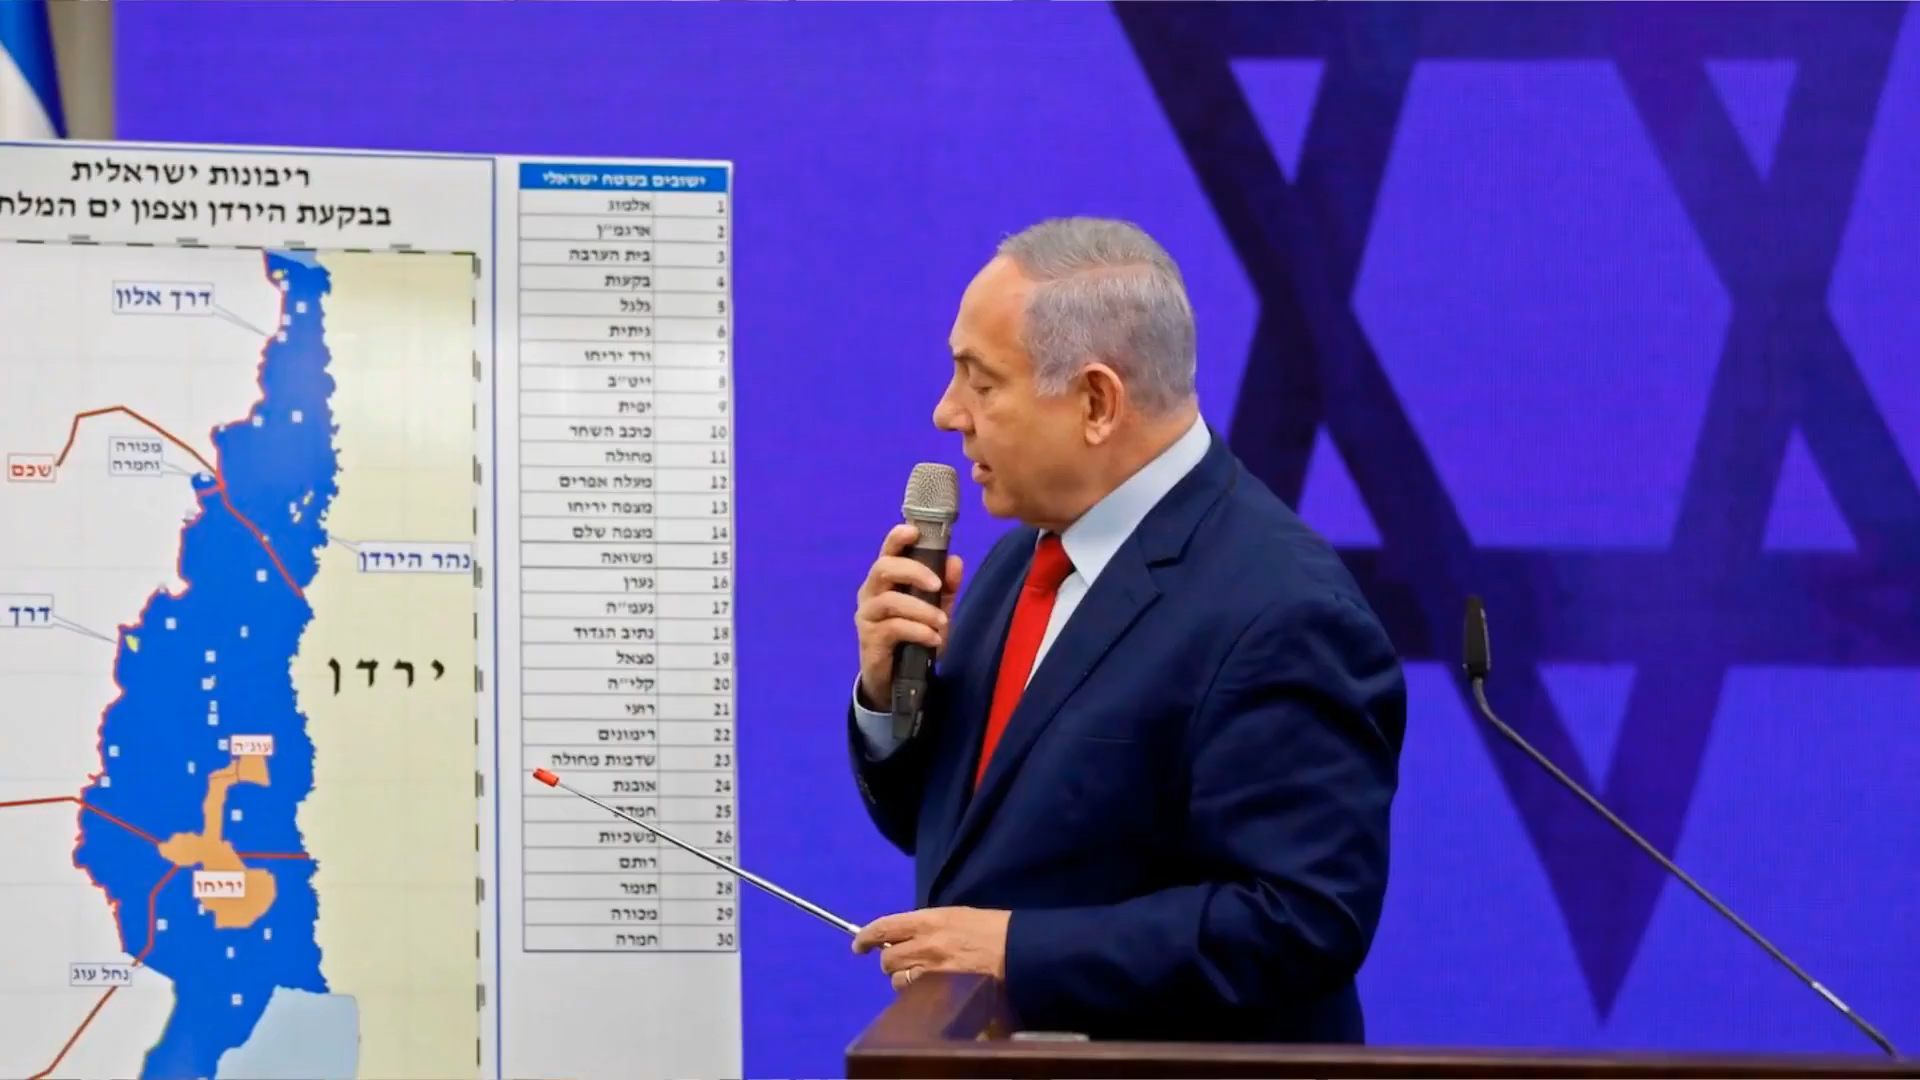 ריבונות ישראלית
בבקעת הירדן וצפון ים המלח
דרך אלון
מכורה
וחמרה
שכם
נהר הירדן
דרך
ירדן
עוג'ה
יריחו
נחל עוג
ישובים בשטח ישראלי
1 אלמוג
2 ארגמ"ן
3 בית הערבה
4 בקעות
5 גלגל
6 גיתית
7 ורד יריחו
8 ייט"ב
9 יפית
10 כוכב השחר
11 מחולה
12 מעלה אפרים
13 מצפה יריחו
14 מצפה שלם
15 משואה
16 נערן
17 נעמ"ה
18 נתיב הגדוד
19 פצאל
20 קלי"ה
21 רועי
22 רימונים
23 שדמות מחולה
24 אובנת
25 חמדת
26 משכיות
רותם
28 תומר
29 מכורה
30 חמרה